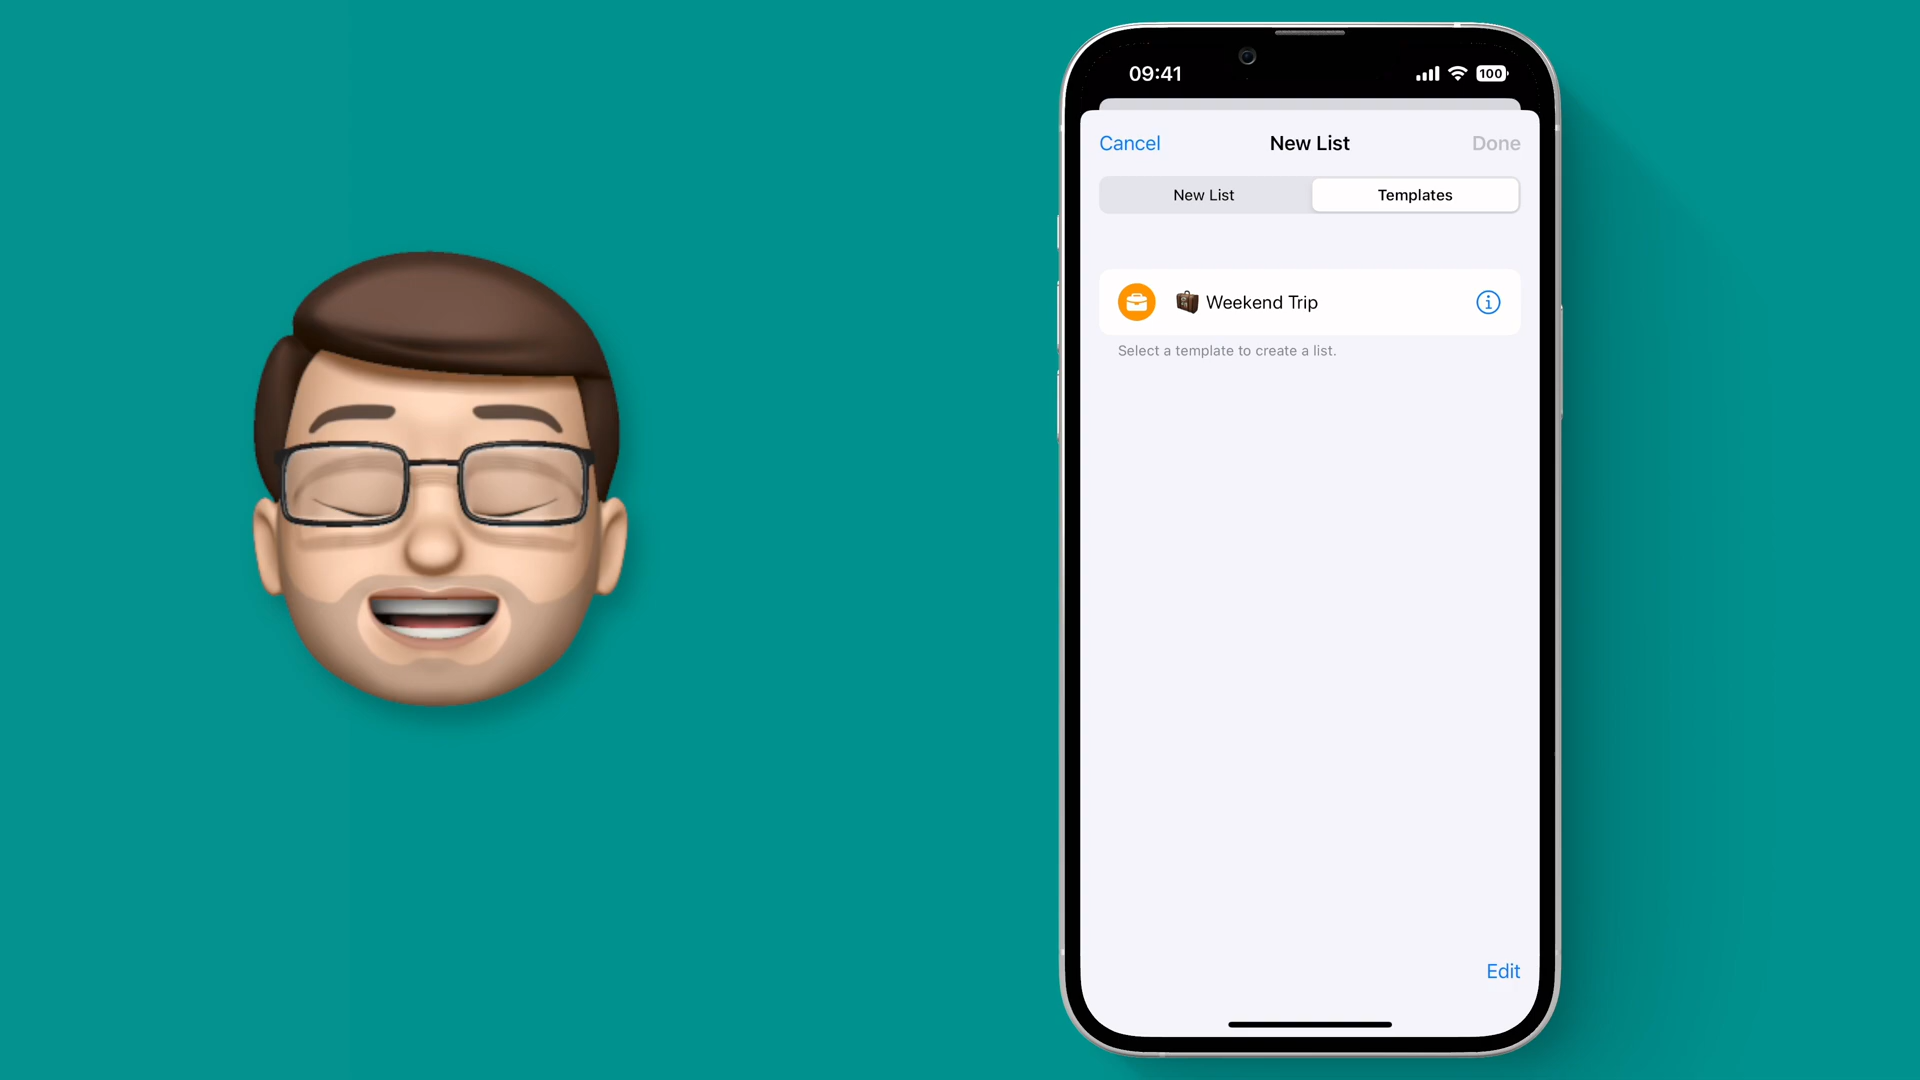 09:41
100
Cancel New List Done
New List Templates
Weekend Trip
Select a template to create a list.
Edit